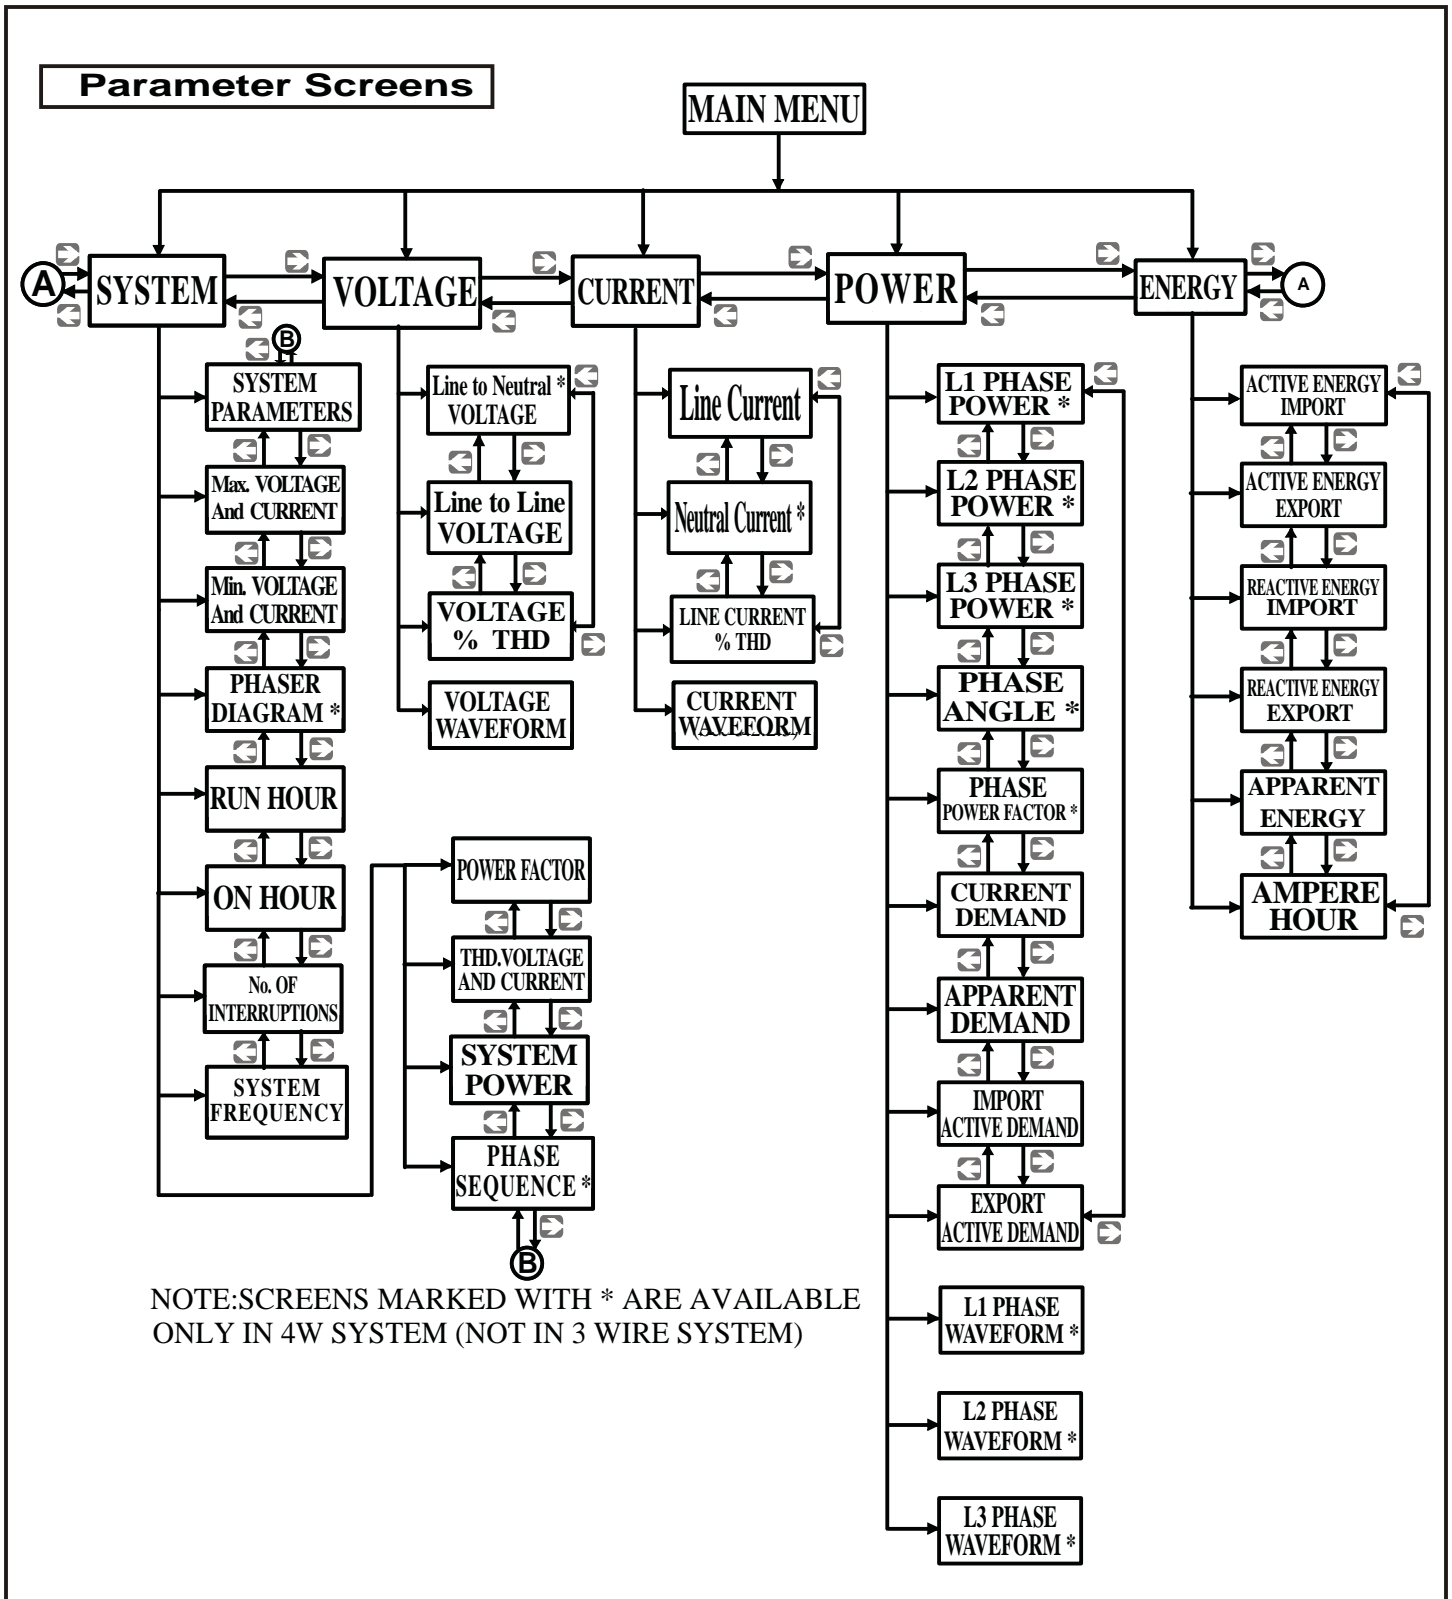 Parameter Screens
MAIN MENU
A
SYSTEM
VOLTAGE
CURRENT
POWER
ENERGY
A
B
SYSTEM
PARAMETERS
Max. VOLTAGE
And CURRENT
Min. VOLTAGE
And CURRENT
PHASER
DIAGRAM *
RUN HOUR
ON HOUR
No. OF
INTERRUPTIONS
SYSTEM
FREQUENCY
POWER FACTOR
THD.VOLTAGE
AND CURRENT
SYSTEM
POWER
PHASE
SEQUENCE *
B
Line to Neutral *
VOLTAGE
Line to Line
VOLTAGE
VOLTAGE
% THD
VOLTAGE
WAVEFORM
Line Current
Neutral Current *
LINE CURRENT
% THD
CURRENT
WAVEFORM
L1 PHASE
POWER *
L2 PHASE
POWER *
L3 PHASE
POWER *
PHASE
ANGLE *
PHASE
POWER FACTOR *
CURRENT
DEMAND
APPARENT
DEMAND
IMPORT
ACTIVE DEMAND
EXPORT
ACTIVE DEMAND
L1 PHASE
WAVEFORM *
L2 PHASE
WAVEFORM *
L3 PHASE
WAVEFORM *
ACTIVE ENERGY
IMPORT
ACTIVE ENERGY
EXPORT
REACTIVE ENERGY
IMPORT
REACTIVE ENERGY
EXPORT
APPARENT
ENERGY
AMPERE
HOUR
NOTE:SCREENS MARKED WITH * ARE AVAILABLE
ONLY IN 4W SYSTEM (NOT IN 3 WIRE SYSTEM)